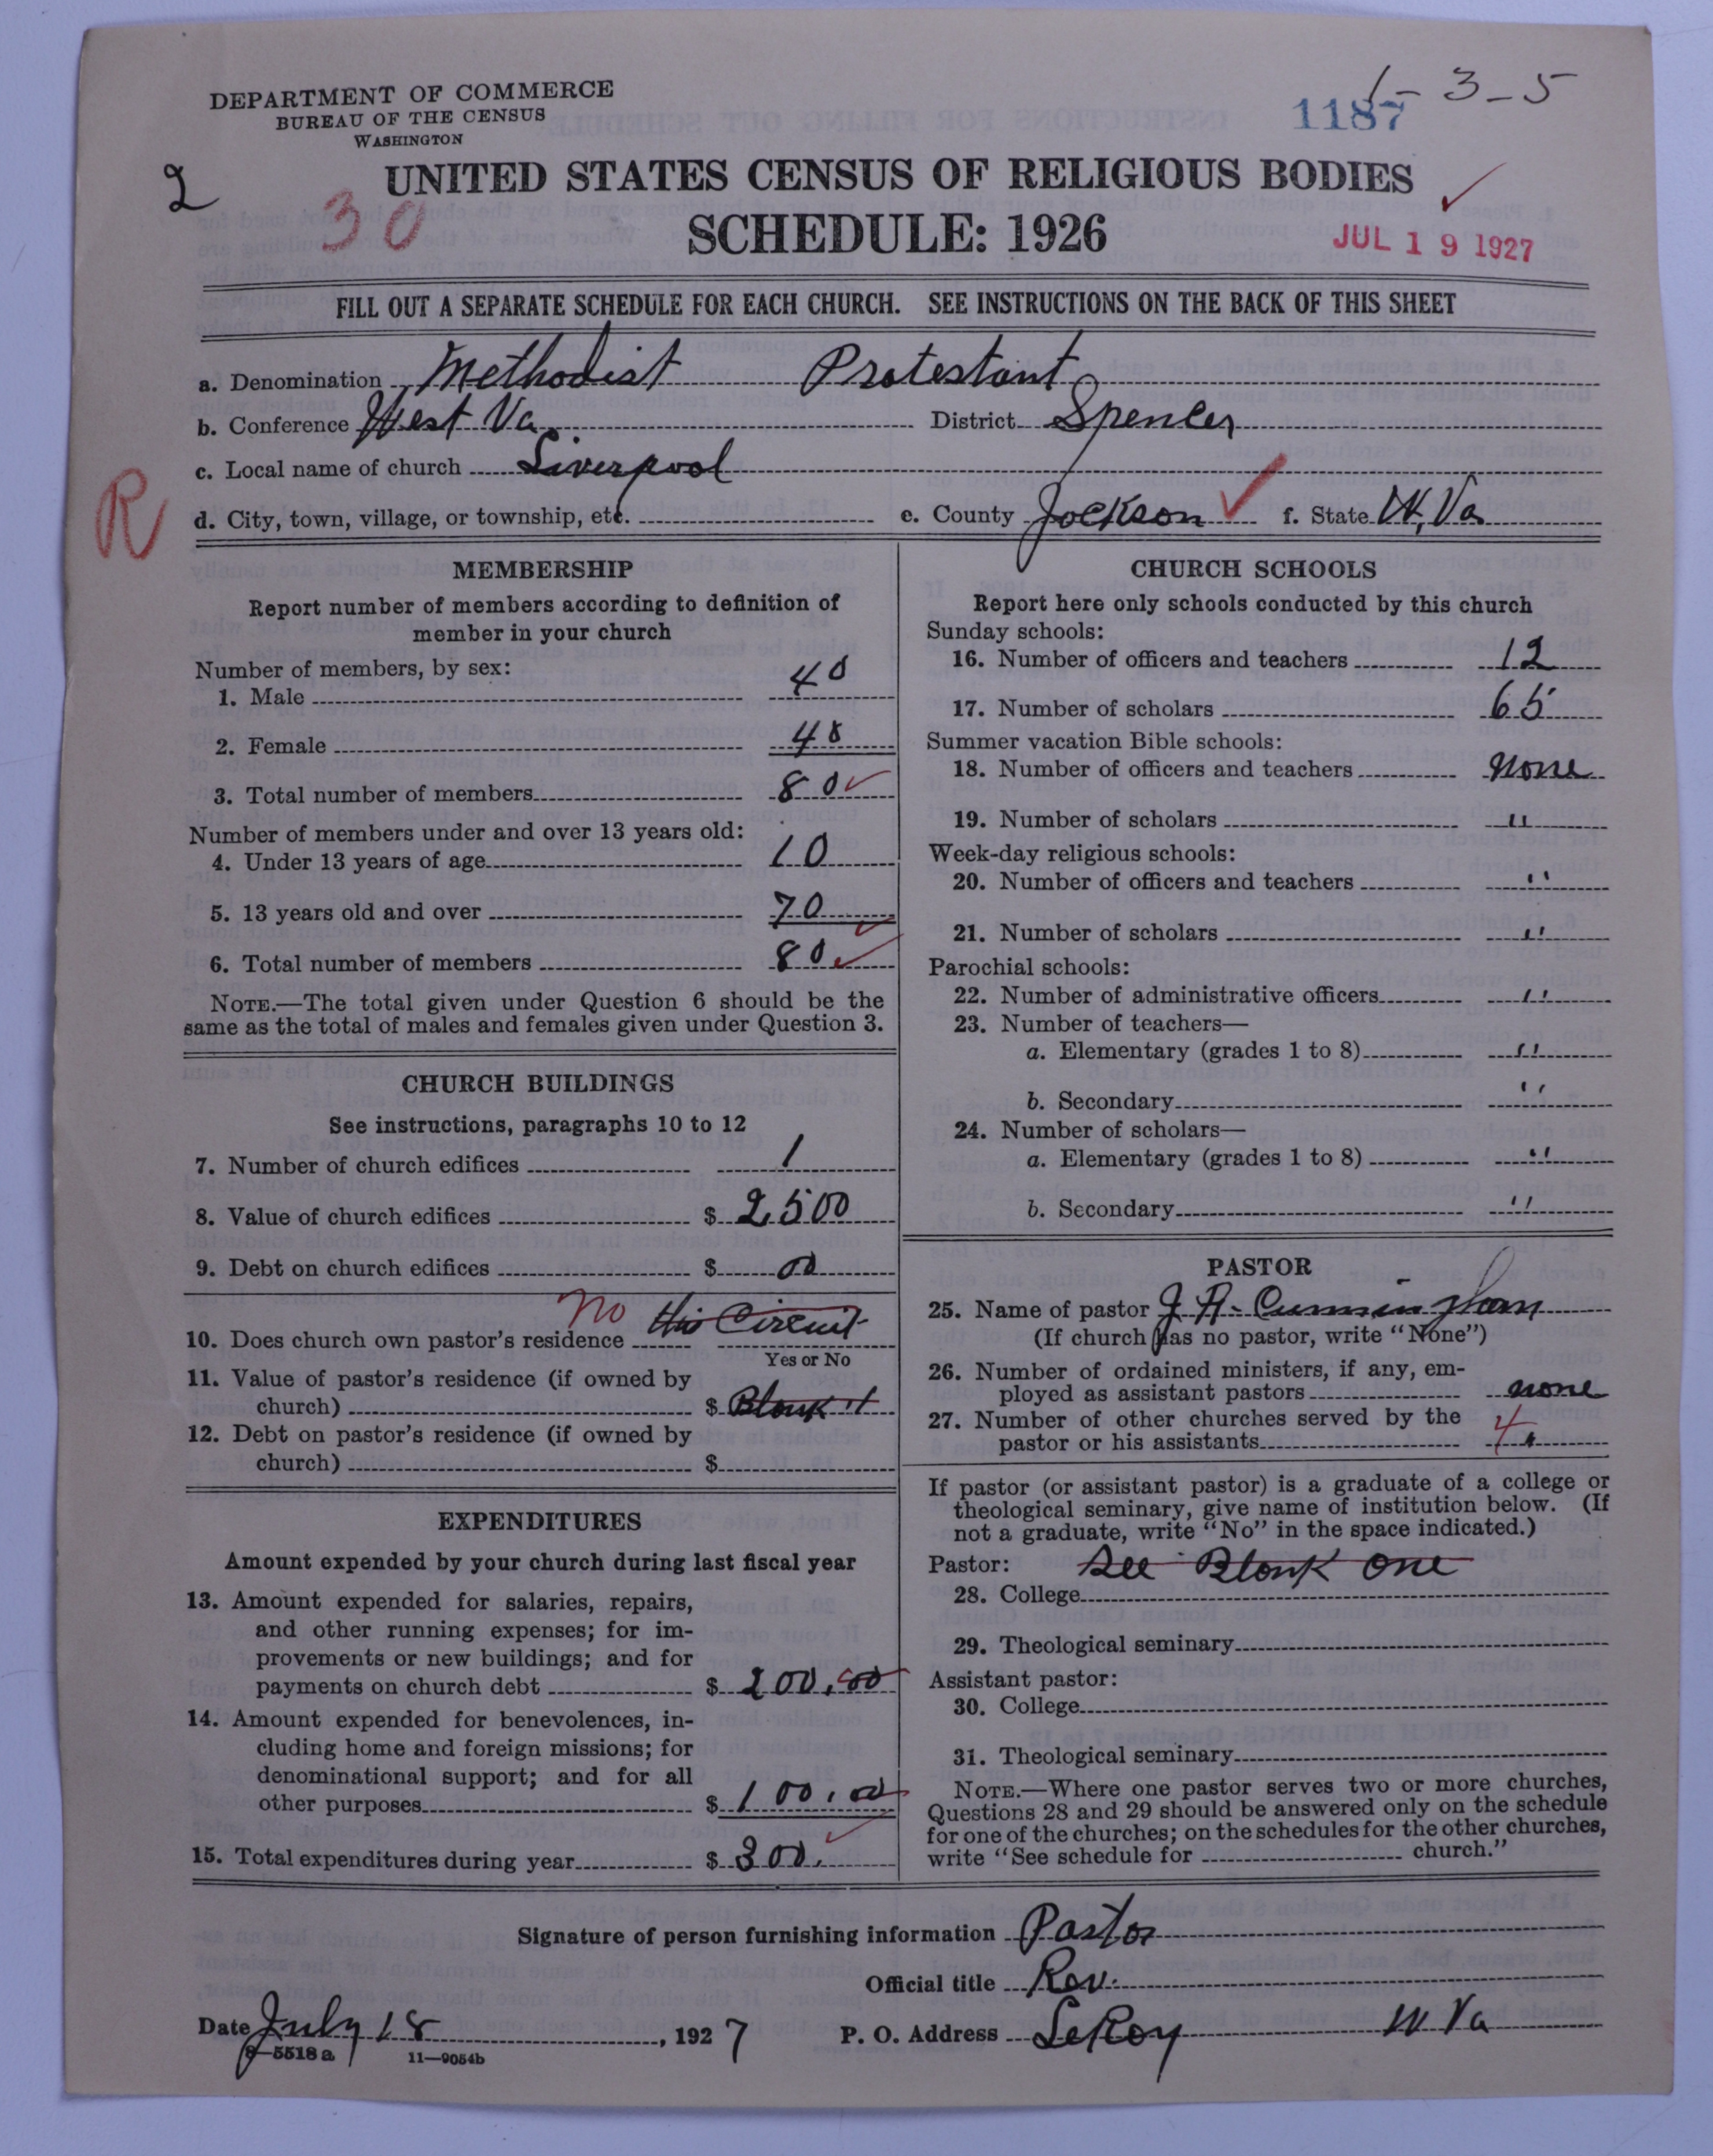 DEPARTMENT OF COMMERCE
BUREAU OF THE CENSUS
WASHINGTON
1187
1-3-5
2
30
UNITED STATES CENSUS OF RELIGIOUS BODIES
SCHEDULE: 1926
JUL 19 1927
FILL OUT A SEPARATE SCHEDULE FOR EACH CHURCH. SEE INSTRUCTIONS ON THE BACK OF THIS SHEET
a. Denomination Methodist Protestant
b. Conference West Va. District Spencer
c. Local name of church Liverpool
R
d. City, town, village, or township, etc. e. County Jackson f. State W. Va
MEMBERSHIP
Report number of members according to definition of
member in your church
Number of members, by sex:
1. Male 40
2. Female 48
3. Total number of members 80
Number of members under and over 13 years old:
4. Under 13 years of age 10
5. 13 years old and over 70
6. Total number of members 80
NOTE.—The total given under Question 6 should be the
same as the total of males and females given under Question 3.
CHURCH BUILDINGS
See instructions, paragraphs 10 to 12
7. Number of church edifices 1
8. Value of church edifices $ 2500
9. Debt on church edifices $ 00
10. Does church own pastor's residence No this Circuit
Yes or No
11. Value of pastor's residence (if owned by
church) $ Blank "1
12. Debt on pastor's residence (if owned by
church) $
EXPENDITURES
Amount expended by your church during last fiscal year
13. Amount expended for salaries, repairs,
and other running expenses; for im-
provements or new buildings; and for
payments on church debt $ 200.00
14. Amount expended for benevolences, in-
cluding home and foreign missions; for
denominational support; and for all
other purposes $ 100.00
15. Total expenditures during year $ 300.
CHURCH SCHOOLS
Report here only schools conducted by this church
Sunday schools:
16. Number of officers and teachers 12
17. Number of scholars 65
Summer vacation Bible schools:
18. Number of officers and teachers none
19. Number of scholars "
Week-day religious schools:
20. Number of officers and teachers "
21. Number of scholars "
Parochial schools:
22. Number of administrative officers "
23. Number of teachers—
a. Elementary (grades 1 to 8) "
b. Secondary "
24. Number of scholars—
a. Elementary (grades 1 to 8) "
b. Secondary "
PASTOR
25. Name of pastor J. A. Cunningham
(If church has no pastor, write "None")
26. Number of ordained ministers, if any, em-
ployed as assistant pastors none
27. Number of other churches served by the
pastor or his assistants 4
If pastor (or assistant pastor) is a graduate of a college or
theological seminary, give name of institution below. (If
not a graduate, write "No" in the space indicated.)
Pastor: See Blank one
28. College
29. Theological seminary
Assistant pastor:
30. College
31. Theological seminary
NOTE.—Where one pastor serves two or more churches,
Questions 28 and 29 should be answered only on the schedule
for one of the churches; on the schedules for the other churches,
write "See schedule for church."
Signature of person furnishing information Pastor
Official title Rev.
Date July 18, 1927 P. O. Address LeRoy W Va
8—5518 a 11—9054b